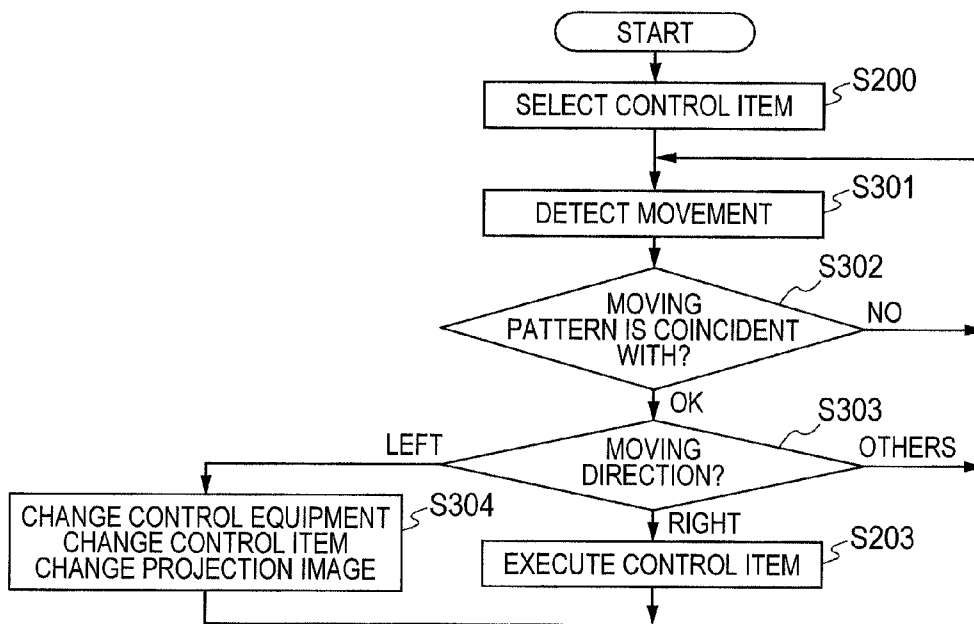 START
S200
SELECT CONTROL ITEM
S301
DETECT MOVEMENT
S302
MOVING
PATTERN IS COINCIDENT
WITH?
NO
OK
S303
LEFT
MOVING
DIRECTION?
OTHERS
S304
CHANGE CONTROL EQUIPMENT
CHANGE CONTROL ITEM
CHANGE PROJECTION IMAGE
RIGHT
S203
EXECUTE CONTROL ITEM